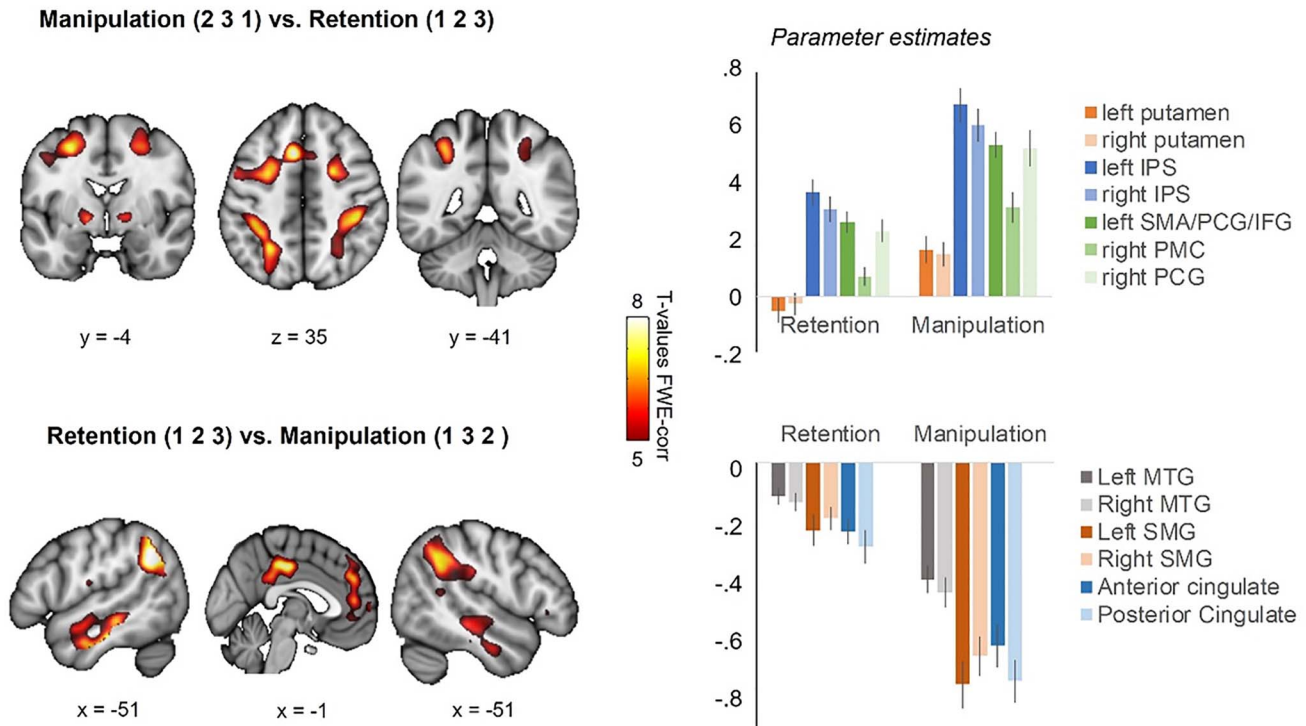 Manipulation (2 3 1) vs. Retention (1 2 3)
y = -4
z = 35
y = -41
Retention (1 2 3) vs. Manipulation (1 3 2 )
x = -51
x = -1
x = -51
8
T-values FWE-corr
5
Parameter estimates
.8
6
4
2
0
-.2
Retention
Manipulation
left putamen
right putamen
left IPS
right IPS
left SMA/PCG/IFG
right PMC
right PCG
Retention
Manipulation
0
-.2
-.4
-.6
-.8
Left MTG
Right MTG
Left SMG
Right SMG
Anterior cingulate
Posterior Cingulate